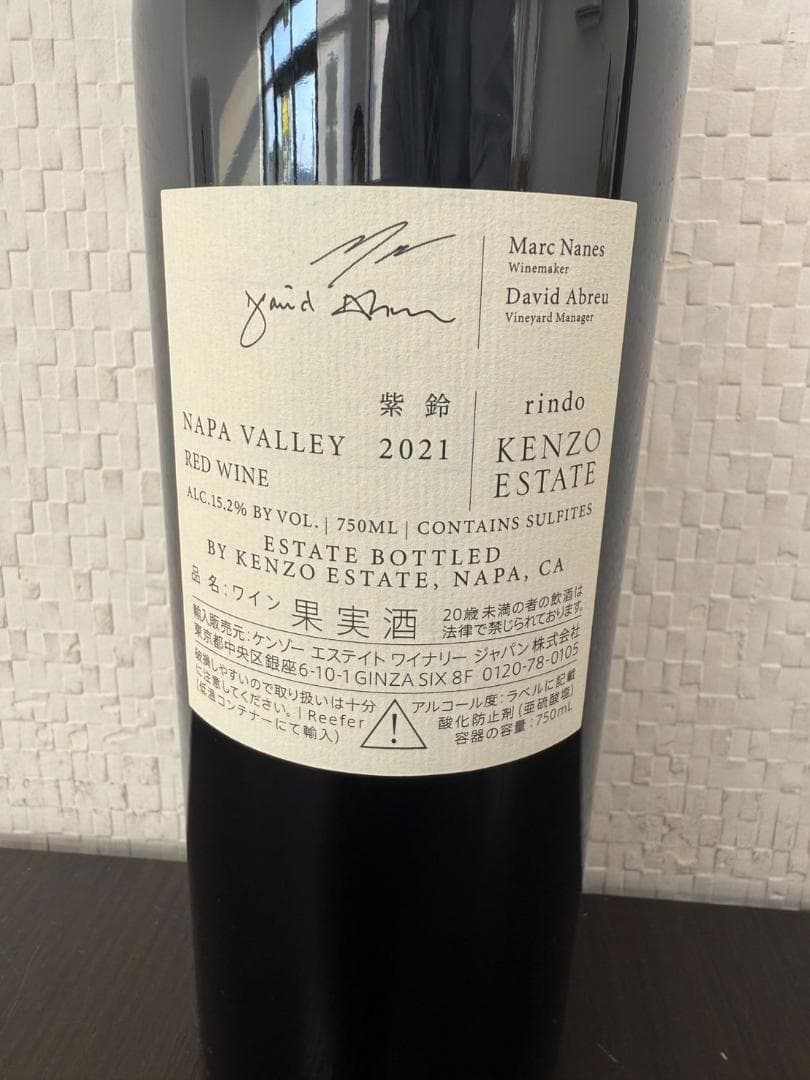 David Abreu
Marc Nanes
Winemaker
David Abreu
Vineyard Manager
紫鈴
NAPA VALLEY 2021
RED WINE
rindo
KENZO
ESTATE
ALC.15.2% BY VOL. | 750ML | CONTAINS SULFITES
ESTATE BOTTLED
BY KENZO ESTATE, NAPA, CA
品名:ワイン 果実酒
20歳未満の者の飲酒は
法律で禁じられております。
輸入販売元:ケンゾー エステイト ワイナリー ジャパン株式会社
東京都中央区銀座6-10-1 GINZA SIX 8F 0120-78-0105
破損しやすいので取り扱いは十分
に注意してください。 | Reefer
(低温コンテナーにて輸入)
アルコール度:ラベルに記載
酸化防止剤(亜硫酸塩)
容器の容量:750mL